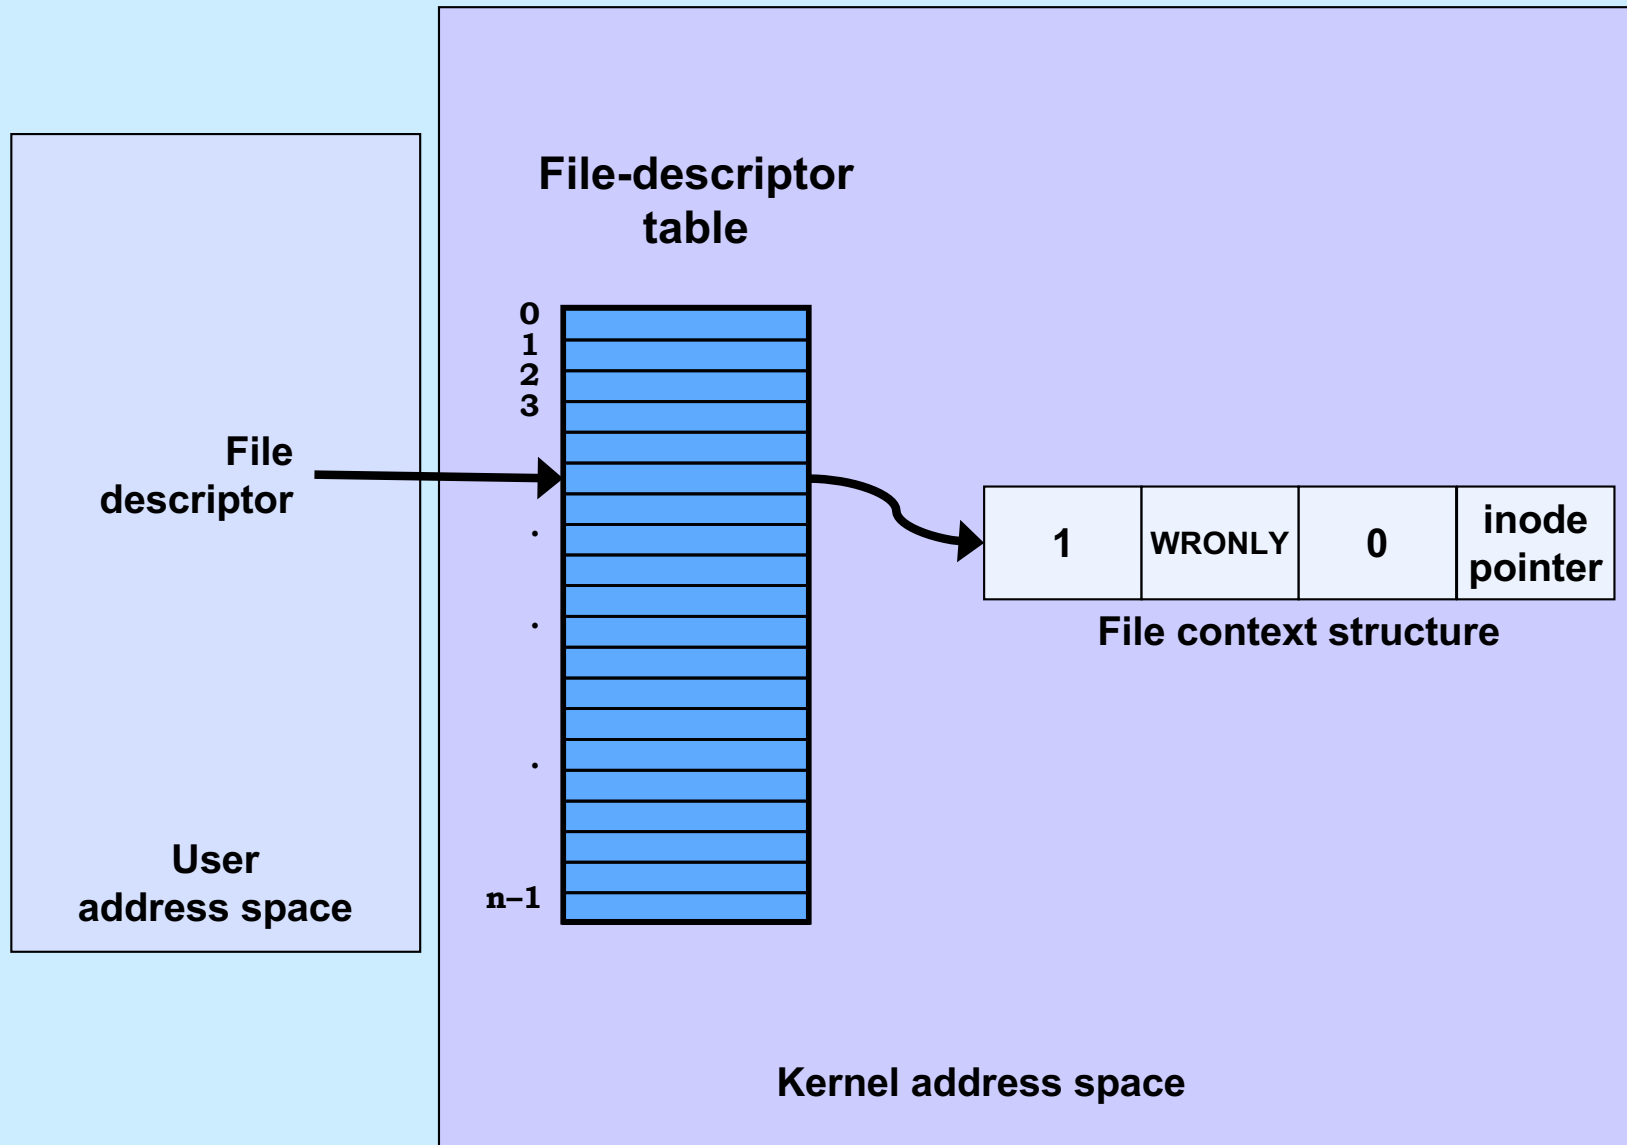 File-descriptor
table
0
1
2
3
.
.
.
n–1
File
descriptor
User
address space
1 WRONLY 0 inode
pointer
File context structure
Kernel address space